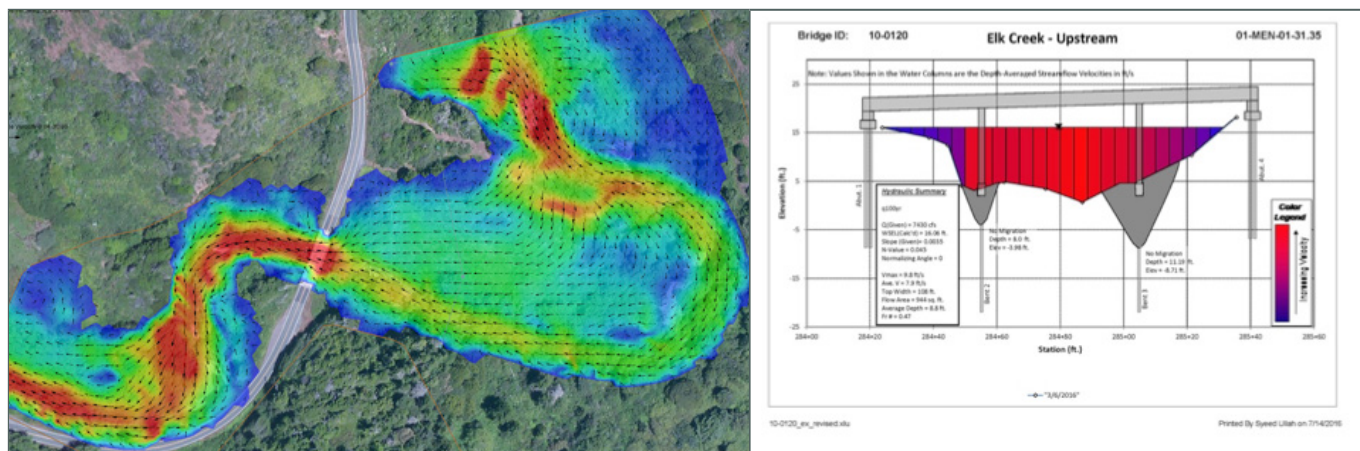 Bridge ID: 10-0120
Elk Creek - Upstream
01-MEN-01-31.35
Note: Values Shown in the Water Columns are the Depth-Averaged Streamflow Velocities in ft/s
25
15
5
-5
-15
-25
Elevation (ft.)
Abut. 1
Bent 2
Bent 3
Abut. 4
Hydraulic Summary
Q(Given)= 7430 cfs
WSEL(Calc'd) = 16.06 ft.
Slope (Given)= 0.0015
N-Value = 0.045
Normalizing Angle = 0
Vmax = 9.8 ft/s
Ave. V = 7.9 ft/s
Top Width = 108 ft.
Flow Area = 944 sq. ft.
Average Depth = 8.8 ft.
Fr # = 0.47
No Migration
Depth = 8.0 ft.
Elev = -3.98 ft.
No Migration
Depth = 11.19 ft.
Elev = -8.71 ft.
Color
Legend
Increasing Velocity
284+00 284+20 284+40 284+60 284+80 285+00 285+20 285+40 285+60
Station (ft.)
"3/6/2016"
10-0120_ex_revised.xlsx
Printed By Syeed Ullah on 7/14/2016